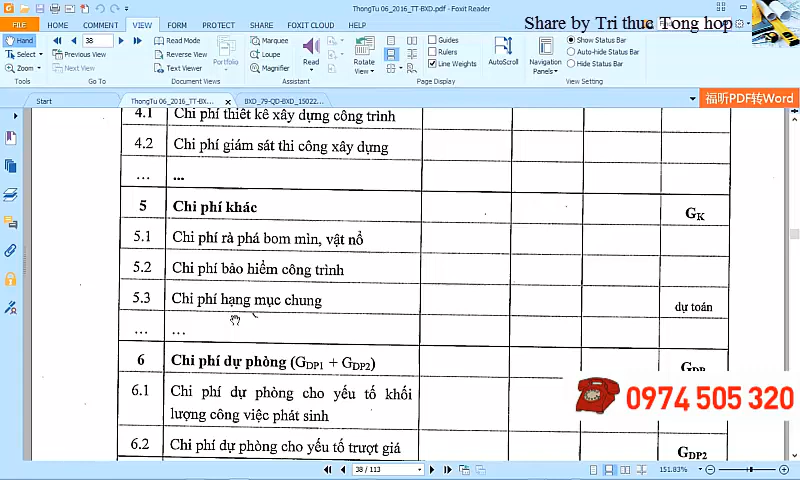 ThongTu 06_2016_TT-BXD.pdf - Foxit Reader
FILE HOME COMMENT VIEW FORM PROTECT SHARE FOXIT CLOUD HELP
Share by Tri thuc Tong hop
Hand 38 Read Mode Marquee Guides Show Status Bar
Select Previous View Reverse View Loupe Rulers Auto-hide Status Bar
Zoom Next View Text Viewer Portfolio Magnifier Read Rotate View Line Weights AutoScroll Navigation Panels Hide Status Bar
Tools Document Views Assistant Page Display View Setting
Start ThongTu 06_2016_TT-BX... BXD_79-QD-BXD_15022... 福昕PDF转Word
4.1 Chi phí thiết kế xây dựng công trình
4.2 Chi phí giám sát thi công xây dựng
... ...
5 Chi phí khác GK
5.1 Chi phí rà phá bom mìn, vật nổ
5.2 Chi phí bảo hiểm công trình
5.3 Chi phí hạng mục chung dự toán
... ...
6 Chi phí dự phòng (GDP1 + GDP2) GDP
6.1 Chi phí dự phòng cho yếu tố khối
lượng công việc phát sinh
0974 505 320
6.2 Chi phí dự phòng cho yếu tố trượt giá GDP2
38 / 113 151.83%